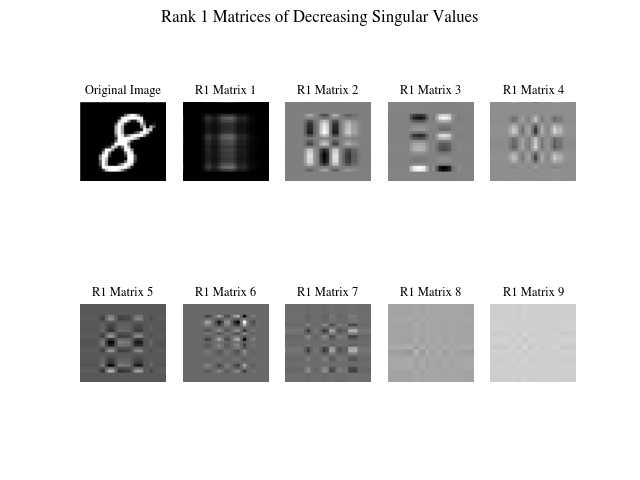 Rank 1 Matrices of Decreasing Singular Values
Original Image
R1 Matrix 1
R1 Matrix 2
R1 Matrix 3
R1 Matrix 4
8
R1 Matrix 5
R1 Matrix 6
R1 Matrix 7
R1 Matrix 8
R1 Matrix 9